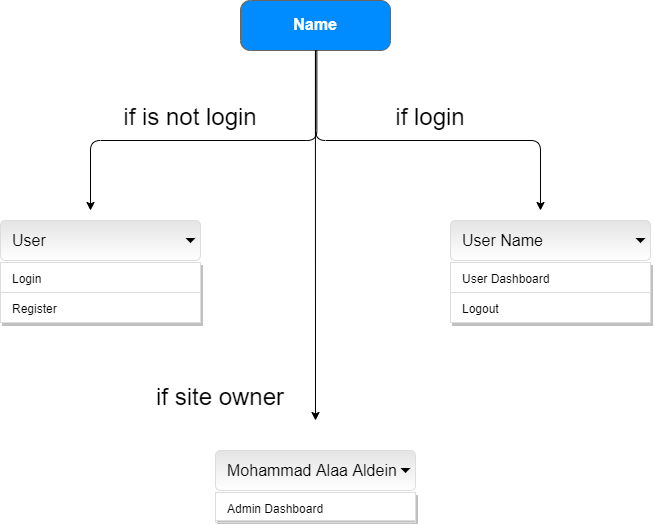 Name
if is not login
if login
User
Login
Register
User Name
User Dashboard
Logout
if site owner
Mohammad Alaa Aldein
Admin Dashboard